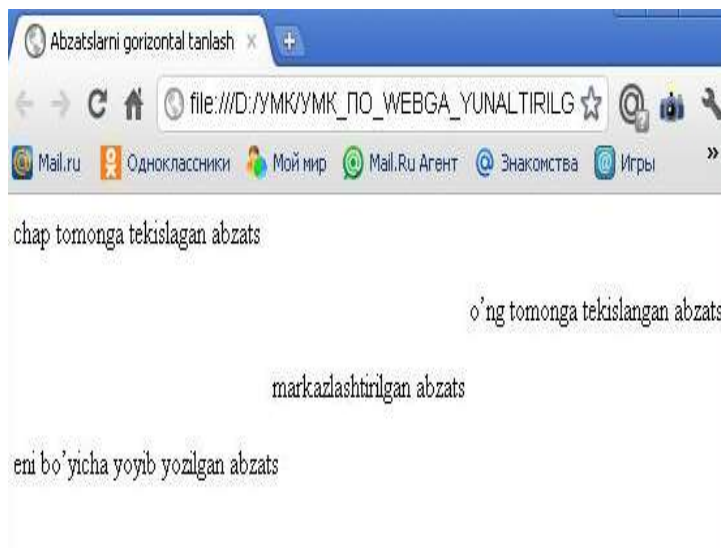 Abzatslarni gorizontal tanlash
file:///D:/УМК/УМК_ПО_WEBGA_YUNALTIRILG
Mail.ru Одноклассники Мой мир Mail.Ru Агент Знакомства Игры »
chap tomonga tekislagan abzats
o’ng tomonga tekislangan abzats
markazlashtirilgan abzats
eni bo’yicha yoyib yozilgan abzats